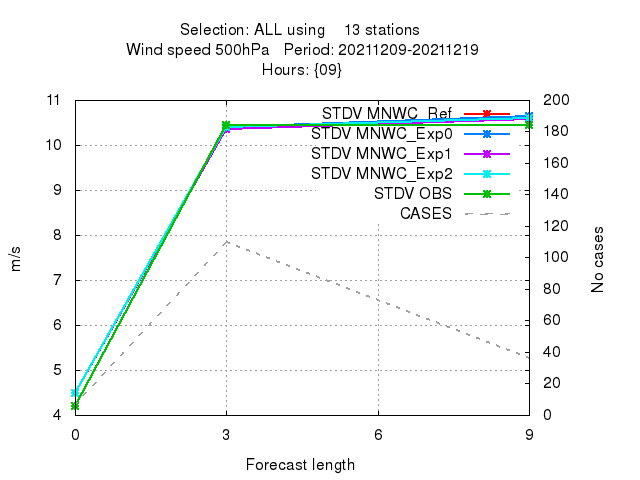 Selection: ALL using 13 stations
Wind speed 500hPa Period: 20211209-20211219
Hours: {09}
STDV MNWC_Ref
STDV MNWC_Exp0
STDV MNWC_Exp1
STDV MNWC_Exp2
STDV OBS
CASES
11
10
9
8
7
6
5
4
m/s
200
180
160
140
120
100
80
60
40
20
0
No cases
0 3 6 9
Forecast length